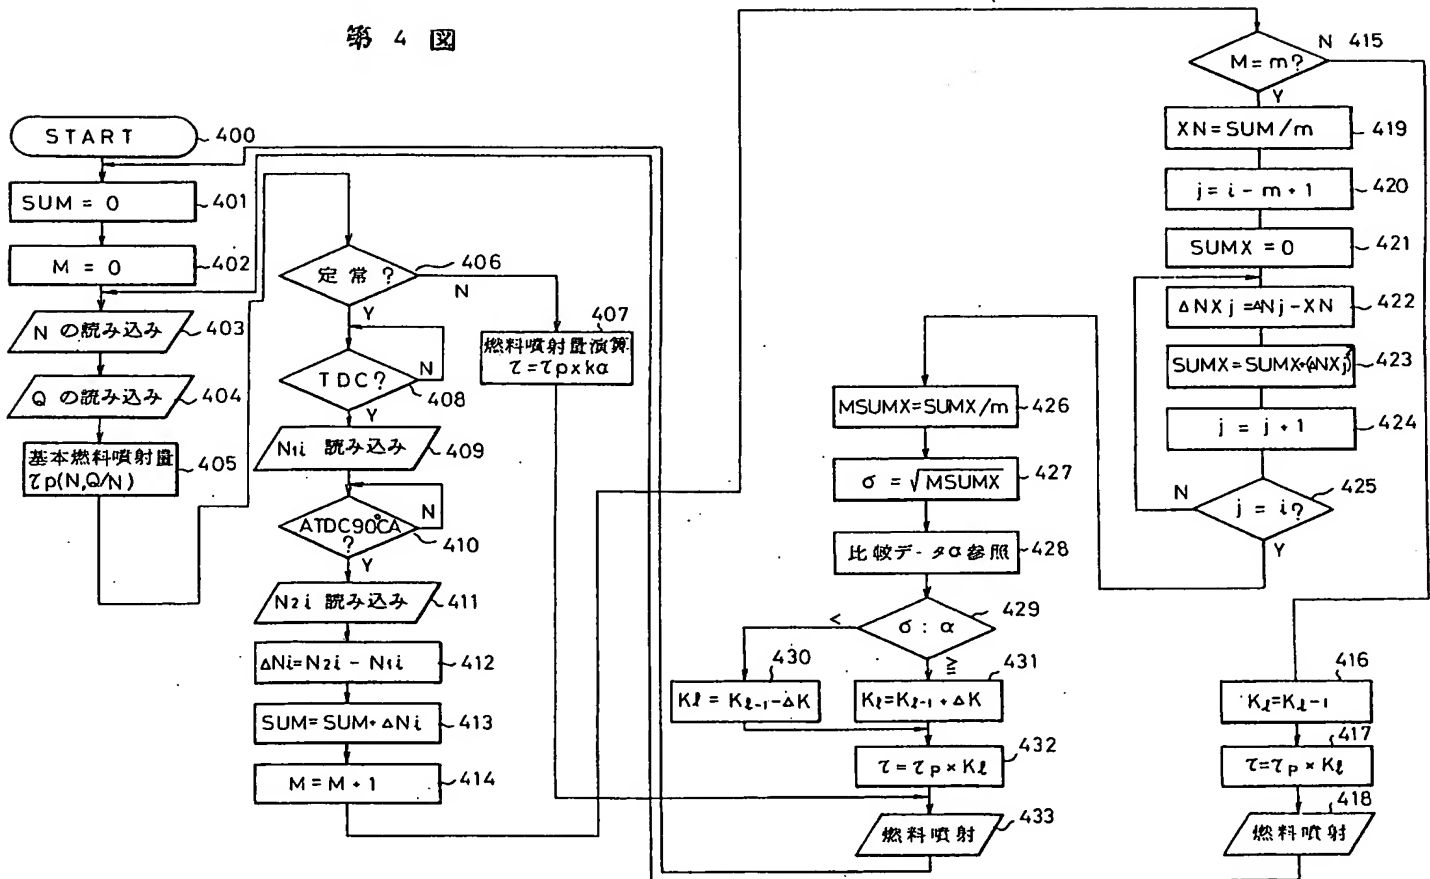 第 4 図
START
400
SUM = 0
401
M = 0
402
N の読み込み
403
Q の読み込み
404
基本燃料噴射量
τp(N,Q/N)
405
定常?
406
Y
N
407
燃料噴射量演算
τ=τp×kα
TDC?
408
N
Y
N1i 読み込み
409
ATDC90℃A
?
410
N
Y
N2i 読み込み
411
ΔNi=N2i - N1i
412
SUM=SUM+ΔNi
413
M=M+1
414
M=m?
N 415
Y
XN=SUM/m
419
j=i-m+1
420
SUMX=0
421
ΔNXj=ΔNj-XN
422
SUMX=SUMX+(ΔNXj)²
423
j=j+1
424
j=i?
425
N
Y
MSUMX=SUMX/m
426
σ=√MSUMX
427
比較データα参照
428
σ:α
429
<
≧
430
Kℓ=Kℓ-1-ΔK
431
Kℓ=Kℓ-1+ΔK
τ=τp×Kℓ
432
燃料噴射
433
416
Kℓ=Kℓ-1
417
τ=τp×Kℓ
418
燃料噴射